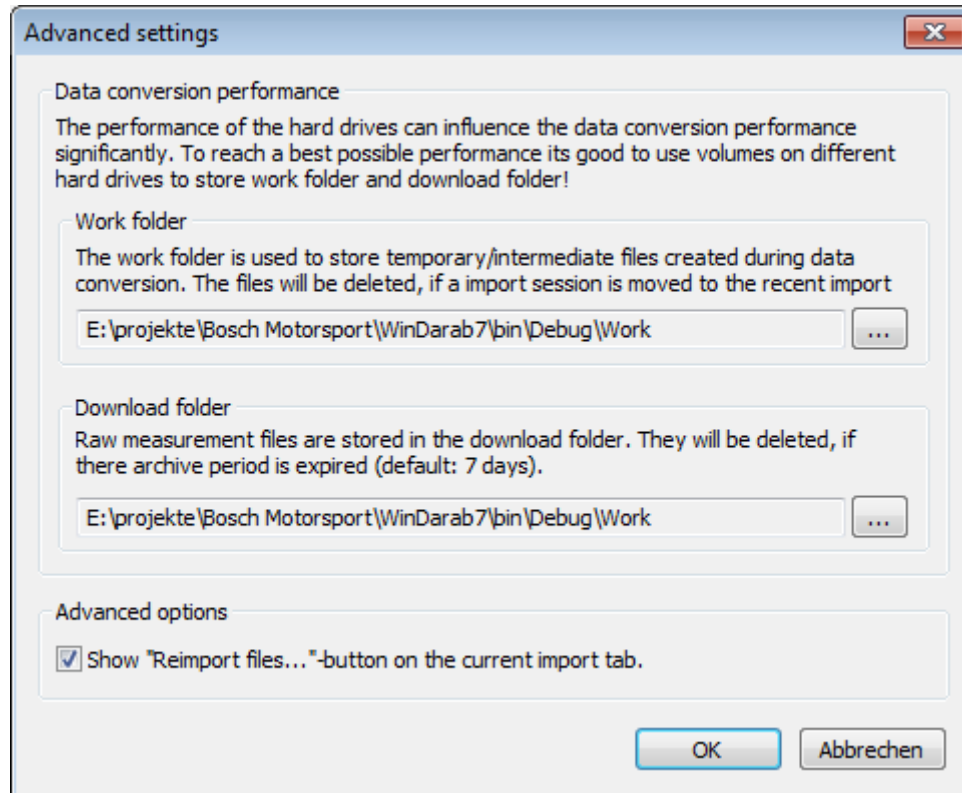 Advanced settings
Data conversion performance
The performance of the hard drives can influence the data conversion performance
significantly. To reach a best possible performance its good to use volumes on different
hard drives to store work folder and download folder!
Work folder
The work folder is used to store temporary/intermediate files created during data
conversion. The files will be deleted, if a import session is moved to the recent import
E:\projekte\Bosch Motorsport\WinDarab7\bin\Debug\Work
...
Download folder
Raw measurement files are stored in the download folder. They will be deleted, if
there archive period is expired (default: 7 days).
E:\projekte\Bosch Motorsport\WinDarab7\bin\Debug\Work
...
Advanced options
Show "Reimport files..."-button on the current import tab.
OK
Abbrechen